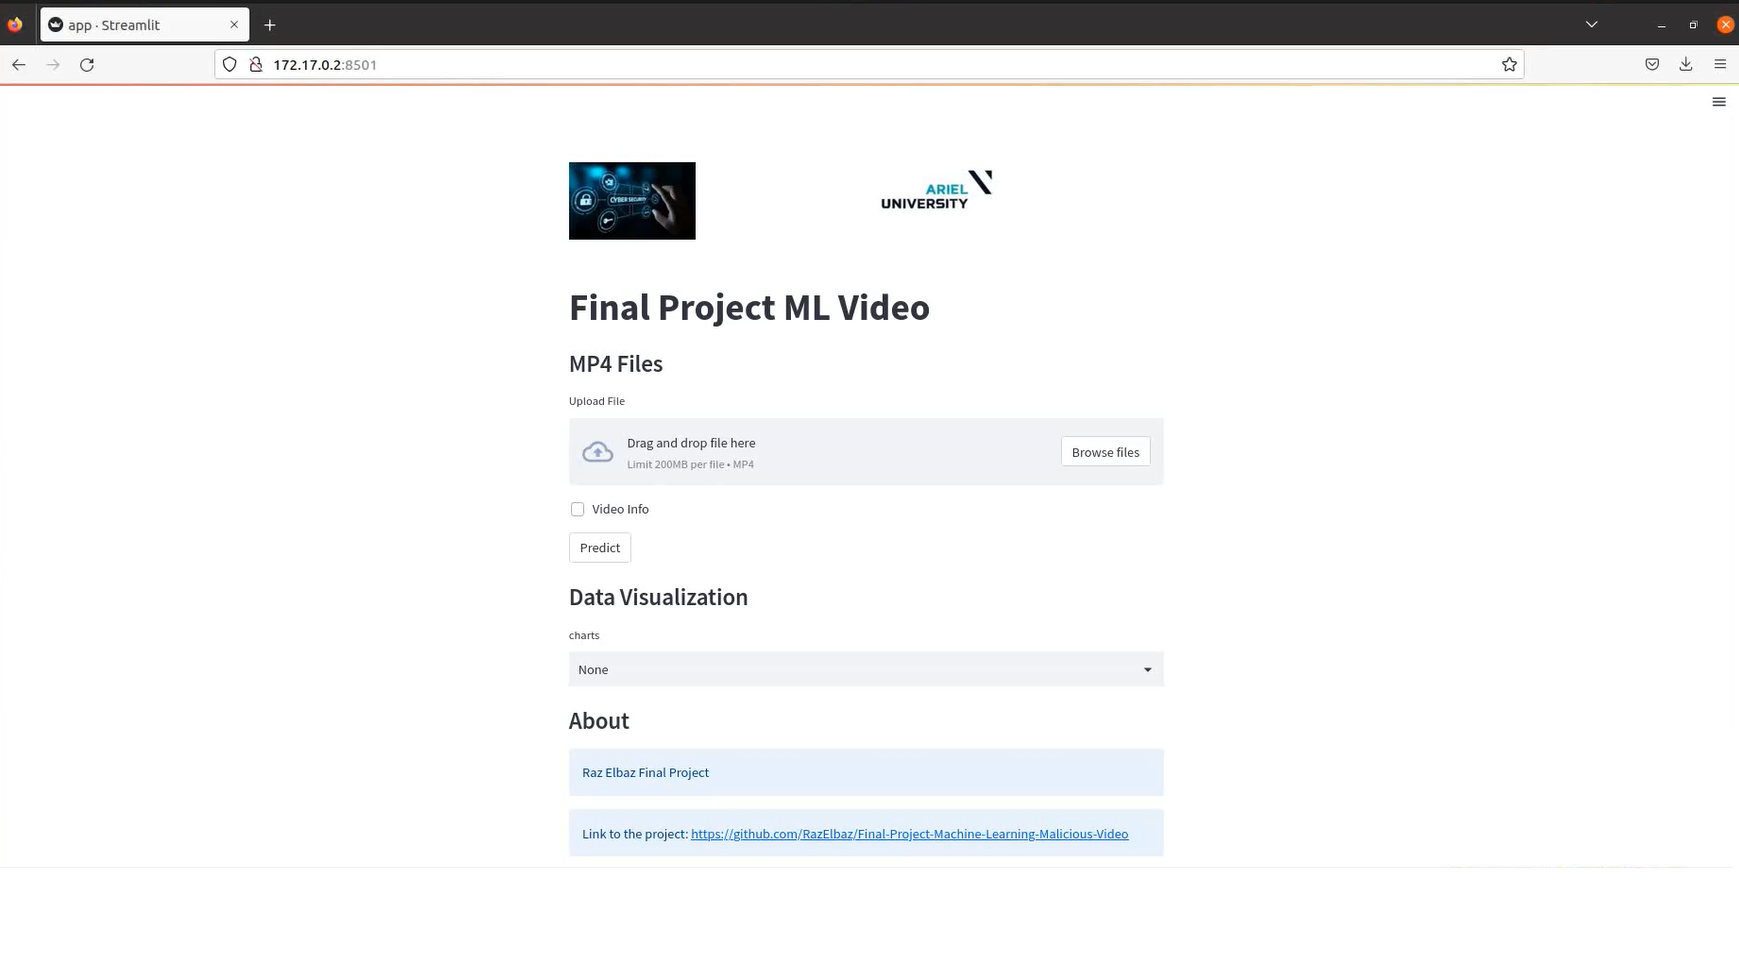 app · Streamlit
172.17.0.2:8501
CYBER SECURITY
ARIEL
UNIVERSITY
Final Project ML Video
MP4 Files
Upload File
Drag and drop file here
Limit 200MB per file • MP4
Browse files
Video Info
Predict
Data Visualization
charts
None
About
Raz Elbaz Final Project
Link to the project: https://github.com/RazElbaz/Final-Project-Machine-Learning-Malicious-Video